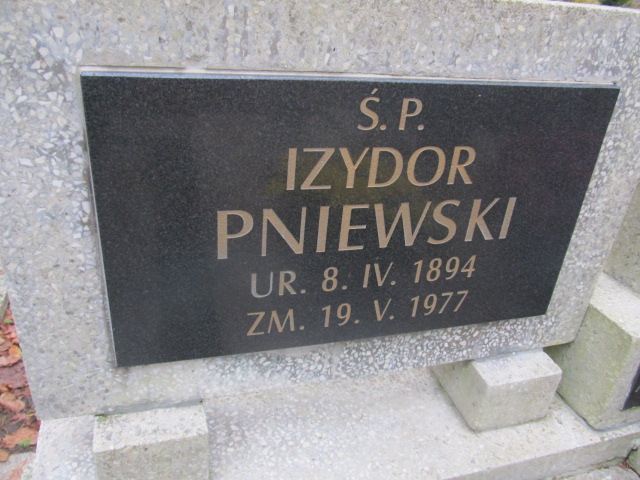 Ś. P.
IZYDOR
PNIEWSKI
UR. 8. IV. 1894
ZM. 19. V. 1977